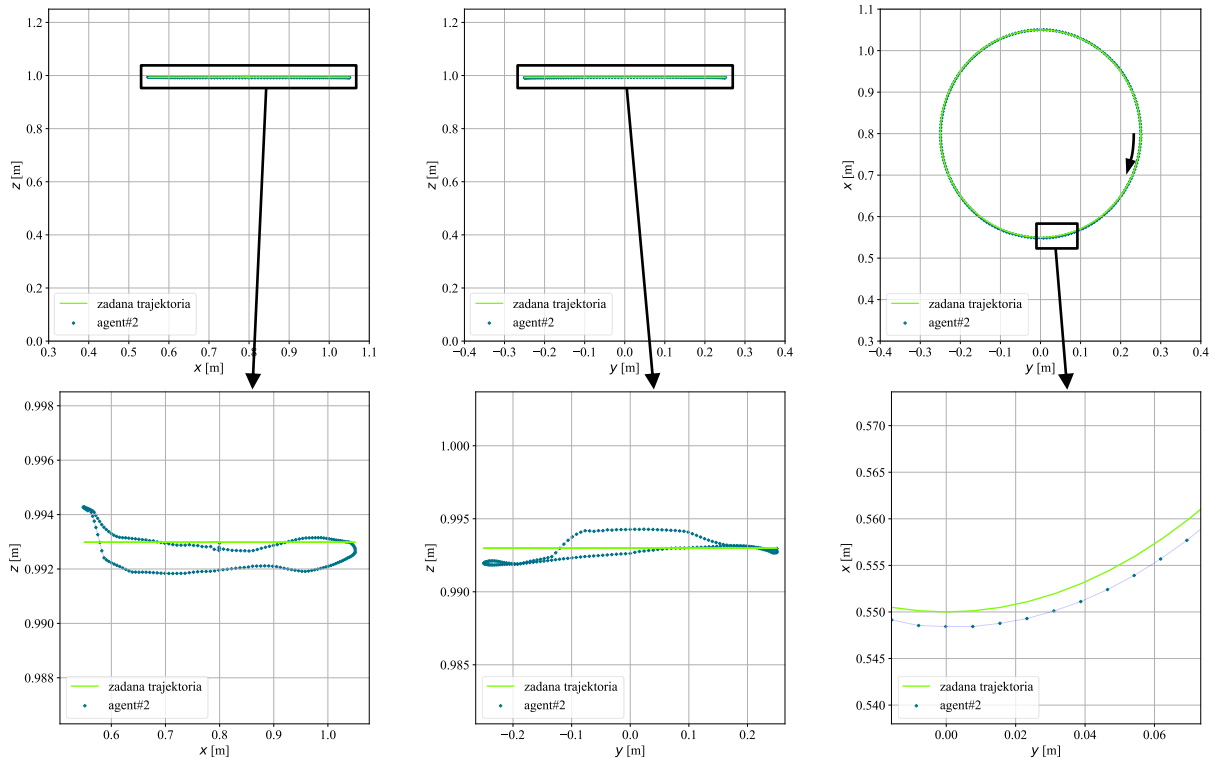 1.2
1.0
0.8
0.6
0.4
0.2
0.0
z [m]
0.3 0.4 0.5 0.6 0.7 0.8 0.9 1.0 1.1
x [m]
zadana trajektoria
agent#2
1.2
1.0
0.8
0.6
0.4
0.2
0.0
z [m]
−0.4 −0.3 −0.2 −0.1 0.0 0.1 0.2 0.3 0.4
y [m]
zadana trajektoria
agent#2
1.1
1.0
0.9
0.8
0.7
0.6
0.5
0.4
0.3
x [m]
−0.4 −0.3 −0.2 −0.1 0.0 0.1 0.2 0.3 0.4
y [m]
zadana trajektoria
agent#2
0.998
0.996
0.994
0.992
0.990
0.988
z [m]
0.6 0.7 0.8 0.9 1.0
x [m]
zadana trajektoria
agent#2
1.000
0.995
0.990
0.985
z [m]
−0.2 −0.1 0.0 0.1 0.2
y [m]
zadana trajektoria
agent#2
0.570
0.565
0.560
0.555
0.550
0.545
0.540
x [m]
0.00 0.02 0.04 0.06
y [m]
zadana trajektoria
agent#2